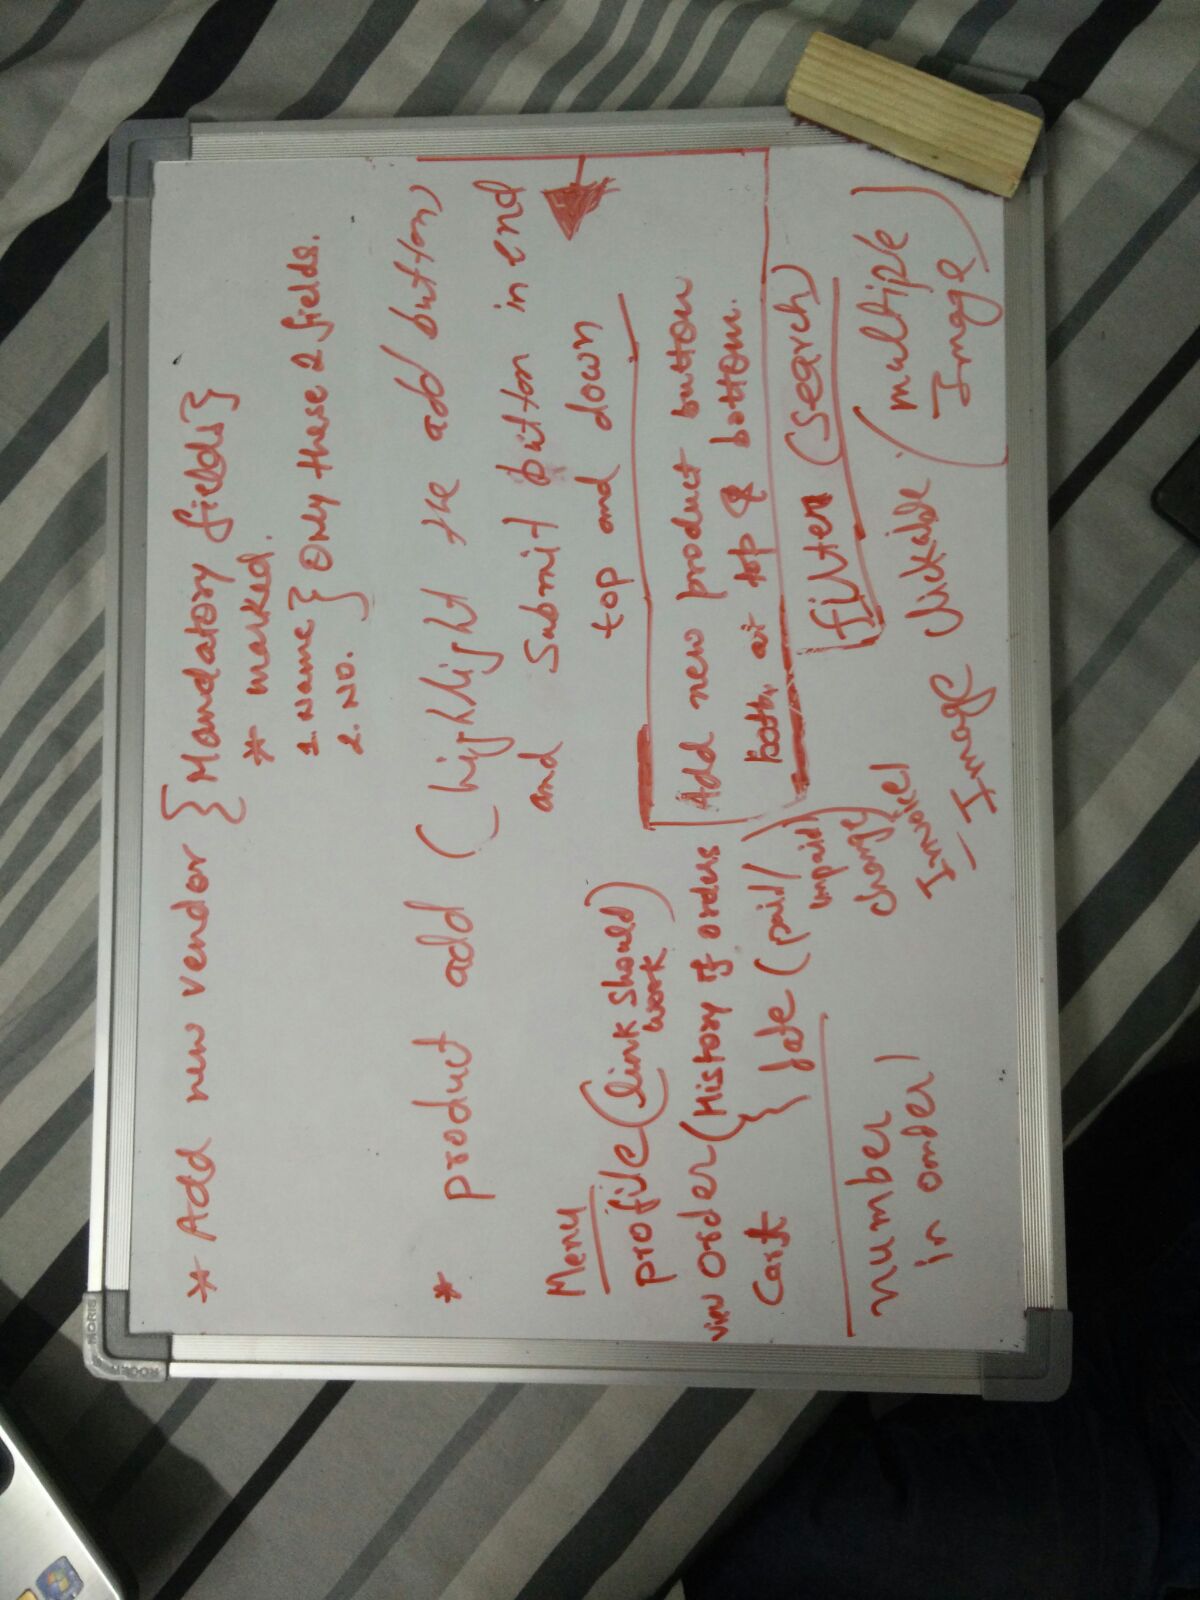 * Add new vendor { Mandatory fields }
* marked.
1. Name } Only these 2 fields.
2. No.
* product add ( highlight the add button )
and Submit button in end
top and down
Menu
profile ( link should work )
view order ( History of orders )
Cart } date ( paid / unpaid )
change
Invoice
number
in order
Add new product button
both at top & bottom.
filter (search)
– Image clickable. ( multiple Image )
MORIS
ROCO